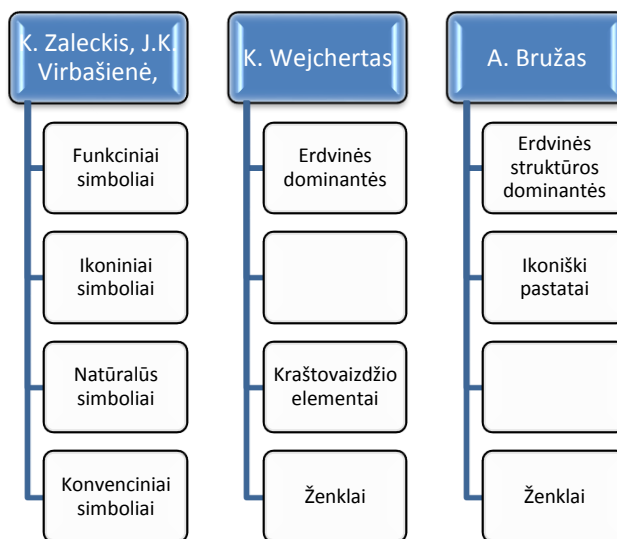 K. Zaleckis, J.K.
Virbašienė,
Funkciniai
simboliai
Ikoniniai
simboliai
Natūralūs
simboliai
Konvenciniai
simboliai
K. Wejchertas
Erdvinės
dominantės
Kraštovaizdžio
elementai
Ženklai
A. Bružas
Erdvinės
struktūros
dominantės
Ikoniški
pastatai
Ženklai